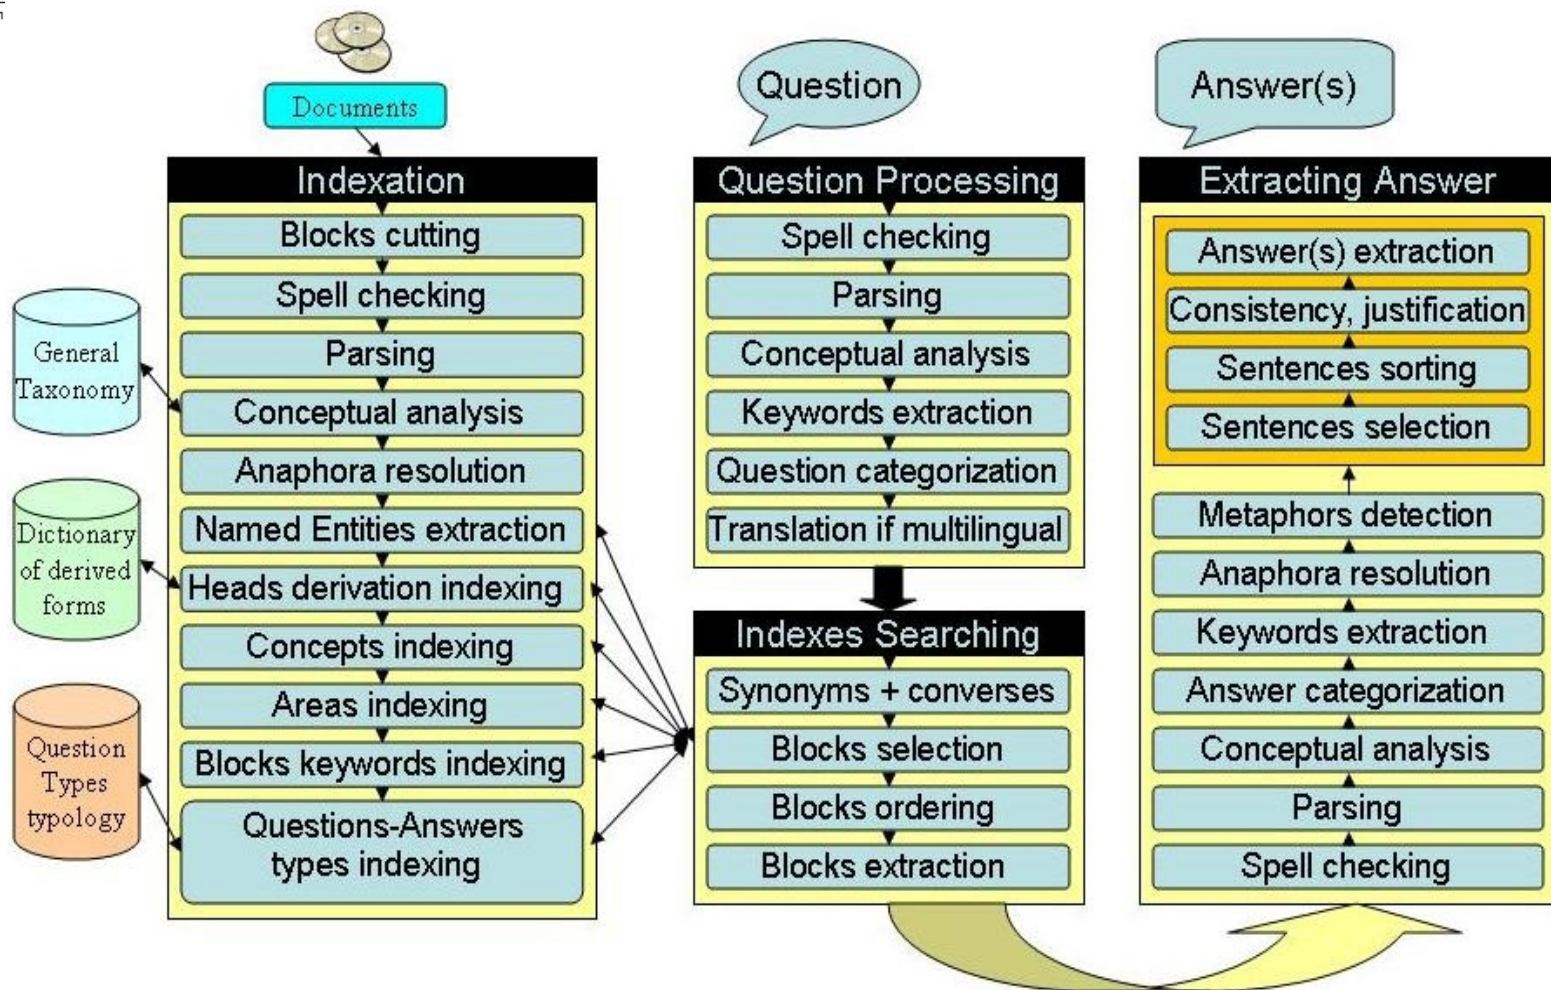 Documents
Indexation
Blocks cutting
Spell checking
Parsing
Conceptual analysis
Anaphora resolution
Named Entities extraction
Heads derivation indexing
Concepts indexing
Areas indexing
Blocks keywords indexing
Questions-Answers
types indexing
General
Taxonomy
Dictionary
of derived
forms
Question
Types
typology
Question
Question Processing
Spell checking
Parsing
Conceptual analysis
Keywords extraction
Question categorization
Translation if multilingual
Indexes Searching
Synonyms + converses
Blocks selection
Blocks ordering
Blocks extraction
Answer(s)
Extracting Answer
Answer(s) extraction
Consistency, justification
Sentences sorting
Sentences selection
Metaphors detection
Anaphora resolution
Keywords extraction
Answer categorization
Conceptual analysis
Parsing
Spell checking